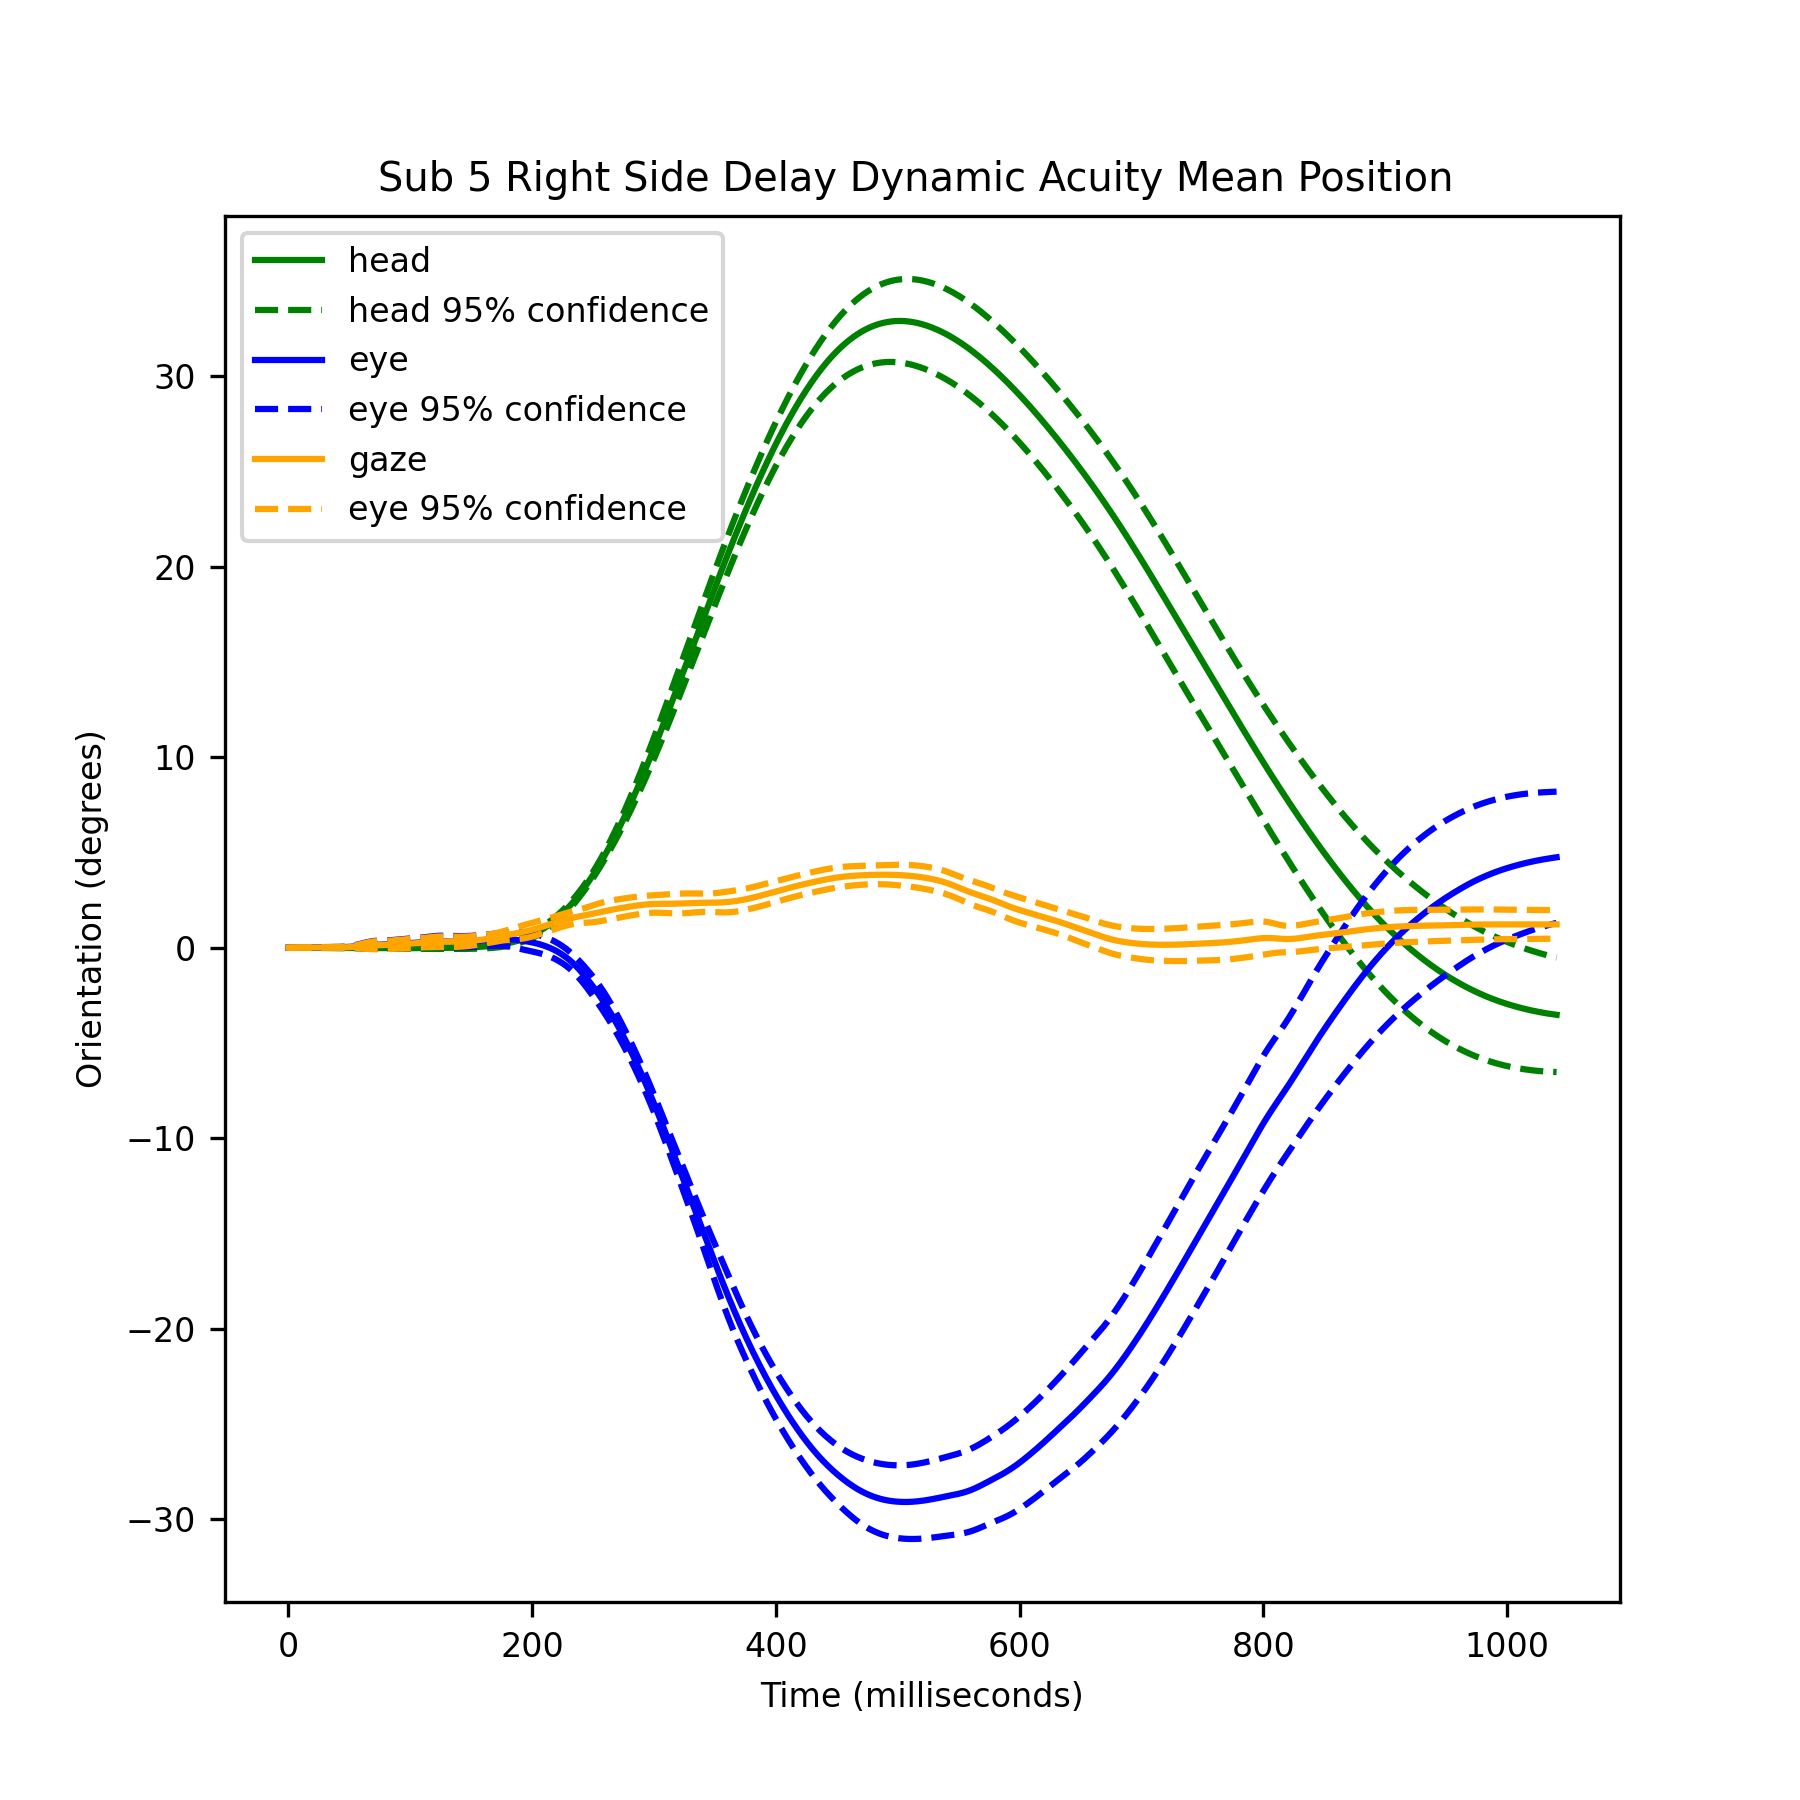 Sub 5 Right Side Delay Dynamic Acuity Mean Position
head
head 95% confidence
eye
eye 95% confidence
gaze
eye 95% confidence
Orientation (degrees)
30
20
10
0
−10
−20
−30
0 200 400 600 800 1000
Time (milliseconds)